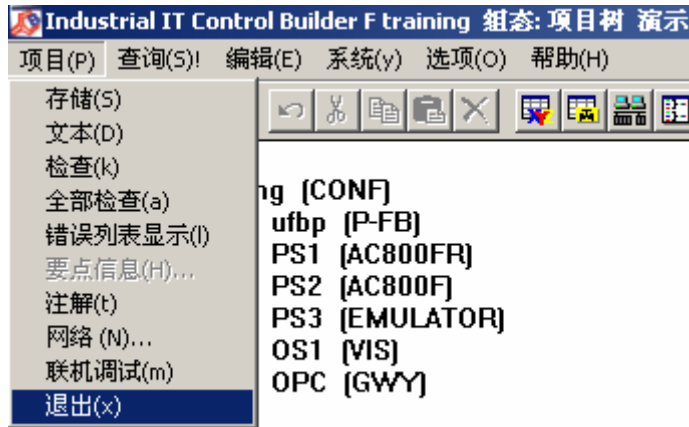 Industrial IT Control Builder F training 组态: 项目树 演示
项目(P) 查询(S)! 编辑(E) 系统(y) 选项(O) 帮助(H)
存储(S)
文本(D)
检查(k)
全部检查(a)
错误列表显示(l)
要点信息(H)...
注解(t)
网络 (N)...
联机调试(m)
退出(x)
ng (CONF)
ufbp (P-FB)
PS1 (AC800FR)
PS2 (AC800F)
PS3 (EMULATOR)
OS1 (VIS)
OPC (GWY)